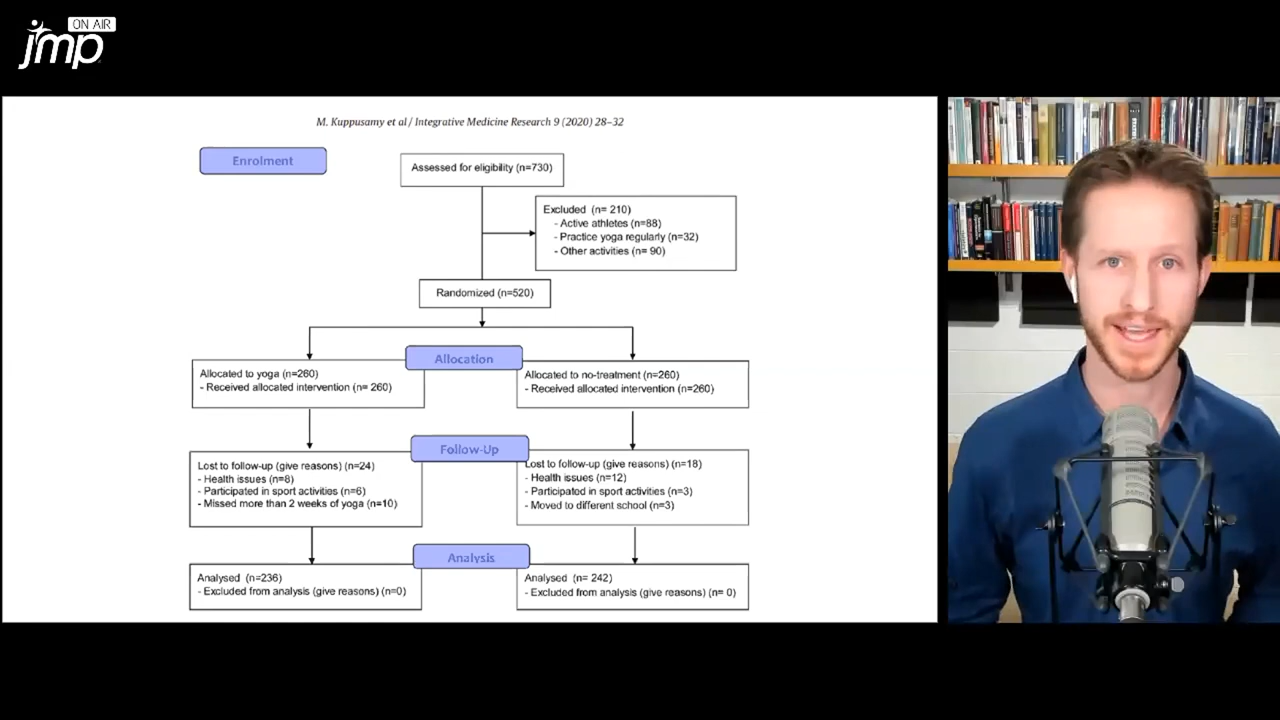 ON AIR
jmp
M. Kuppusamy et al / Integrative Medicine Research 9 (2020) 28–32
Enrolment
Assessed for eligibility (n=730)
Excluded (n= 210)
- Active athletes (n=88)
- Practice yoga regularly (n=32)
- Other activities (n= 90)
Randomized (n=520)
Allocation
Allocated to yoga (n=260)
- Received allocated intervention (n= 260)
Allocated to no-treatment (n=260)
- Received allocated intervention (n=260)
Follow-Up
Lost to follow-up (give reasons) (n=24)
- Health issues (n=8)
- Participated in sport activities (n=6)
- Missed more than 2 weeks of yoga (n=10)
Lost to follow-up (give reasons) (n=18)
- Health issues (n=12)
- Participated in sport activities (n=3)
- Moved to different school (n=3)
Analysis
Analysed (n=236)
- Excluded from analysis (give reasons) (n=0)
Analysed (n= 242)
- Excluded from analysis (give reasons) (n= 0)